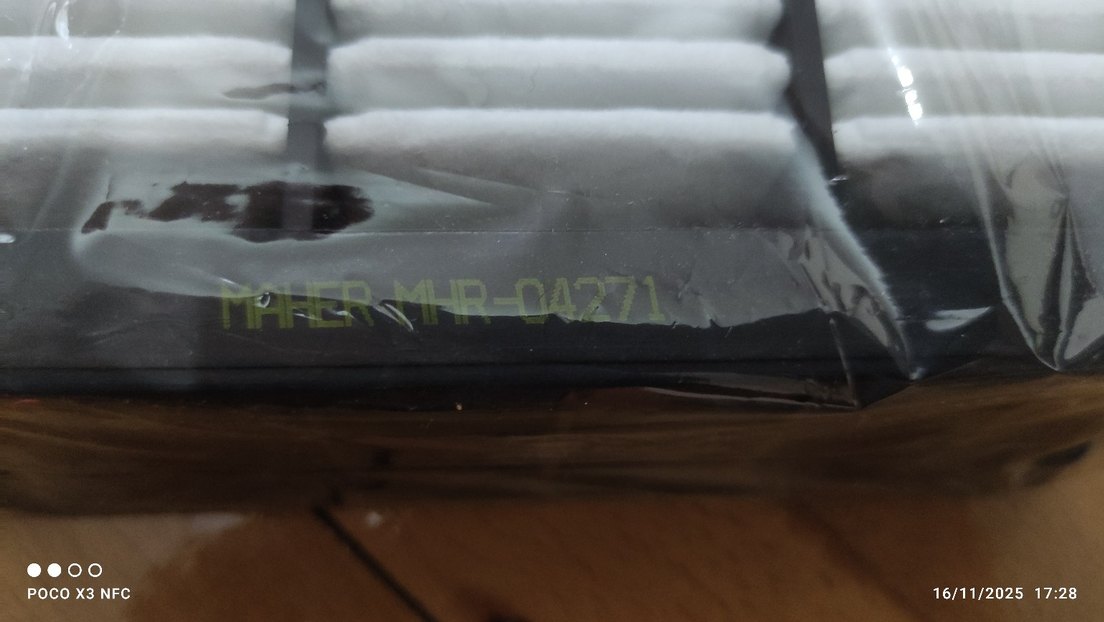 MAHER MHR-04271
POCO X3 NFC
16/11/2025 17:28